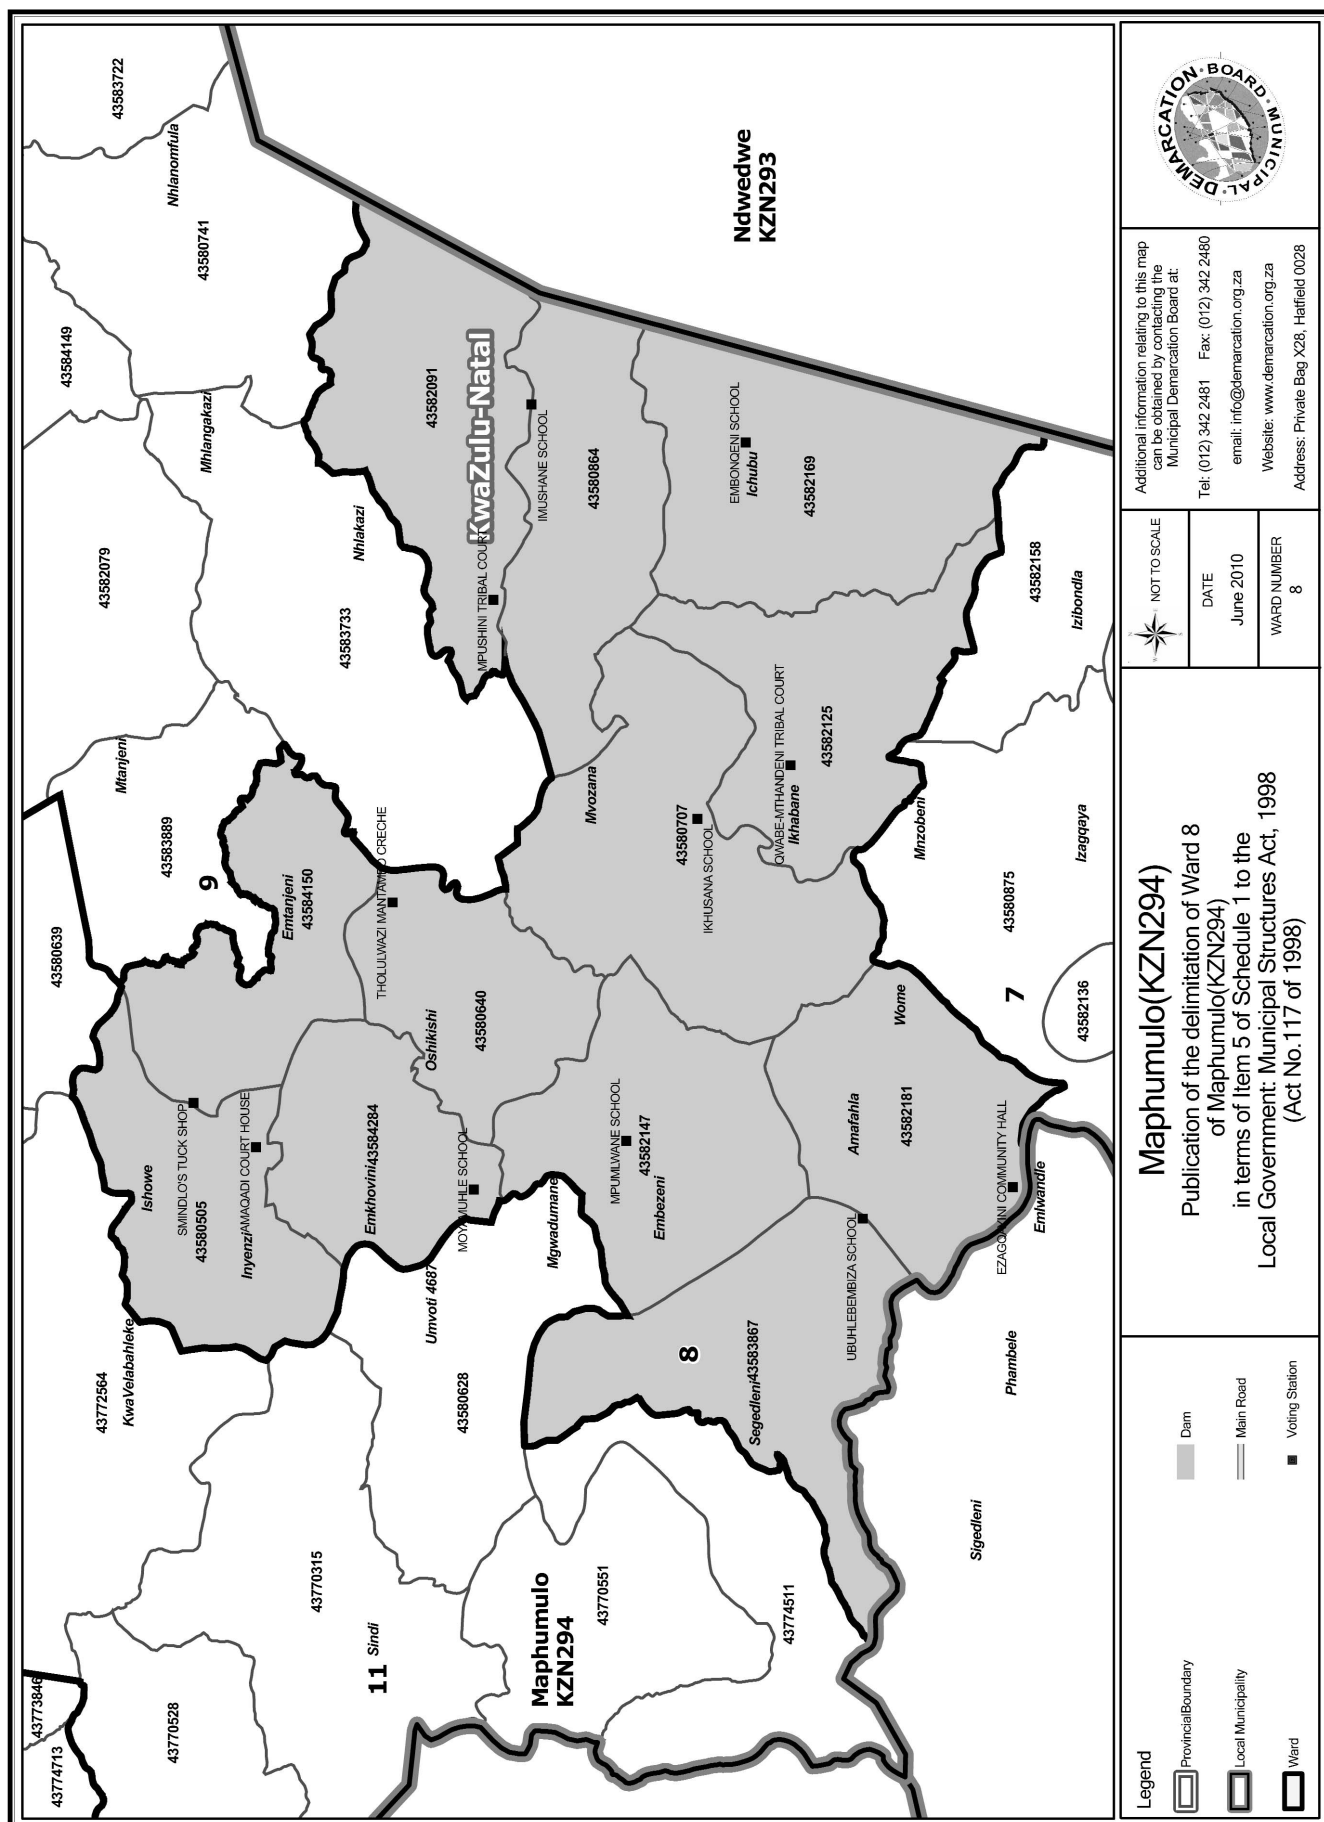 43583722
Nhlanomfula
43580741
43584149
Mhlangakazi
43582079
Nhlakazi
43583733
Mtanjeni
43583889
9
43580639
Emtanjeni
43584150
THOLULWAZI MANTAMBO CRECHE
Ishowe
SMINDLO'S TUCK SHOP
43580505
InyenziAMAQADI COURT HOUSE
Oshikishi
43580640
Emkhovini43584284
MOYAMUHLE SCHOOL
KwaVelabahleke
43772564
Umvoti 4687
43580628
Mgwadumane
MPUMLWANE SCHOOL
43582147
Embezeni
43582091
KwaZulu-Natal
MPUSHINI TRIBAL COURT
IMUSHANE SCHOOL
43580864
Ndwedwe
KZN293
EMBONQENI SCHOOL
Ichubu
43582169
Mvozana
43580707
IKHUSANA SCHOOL
QWABE-MTHANDENI TRIBAL COURT
Ikhabane
43582125
43582158
Izibondla
Mnzobeni
43580875
Izagqaya
7
43582136
Wome
Amafahla
43582181
EZAGQAYINI COMMUNITY HALL
Emlwandle
UBUHLEBEMBIZA SCHOOL
8
Segedleni43583867
Phambele
Sigedleni
43770315
11
Sindi
Maphumulo
KZN294
43770551
43774511
43773846
43774713
43770528
Legend
ProvincialBoundary
Local Municipality
Ward
Dam
Main Road
Voting Station
Maphumulo(KZN294)
Publication of the delimitation of Ward 8
of Maphumulo(KZN294)
in terms of Item 5 of Schedule 1 to the
Local Government: Municipal Structures Act, 1998
(Act No.117 of 1998)
NOT TO SCALE
DATE
June 2010
WARD NUMBER
8
Additional information relating to this map
can be obtained by contacting the
Municipal Demarcation Board at:
Tel: (012) 342 2481 Fax: (012) 342 2480
email: info@demarcation.org.za
Website: www.demarcation.org.za
Address: Private Bag X28, Hatfield 0028
MUNICIPAL DEMARCATION BOARD